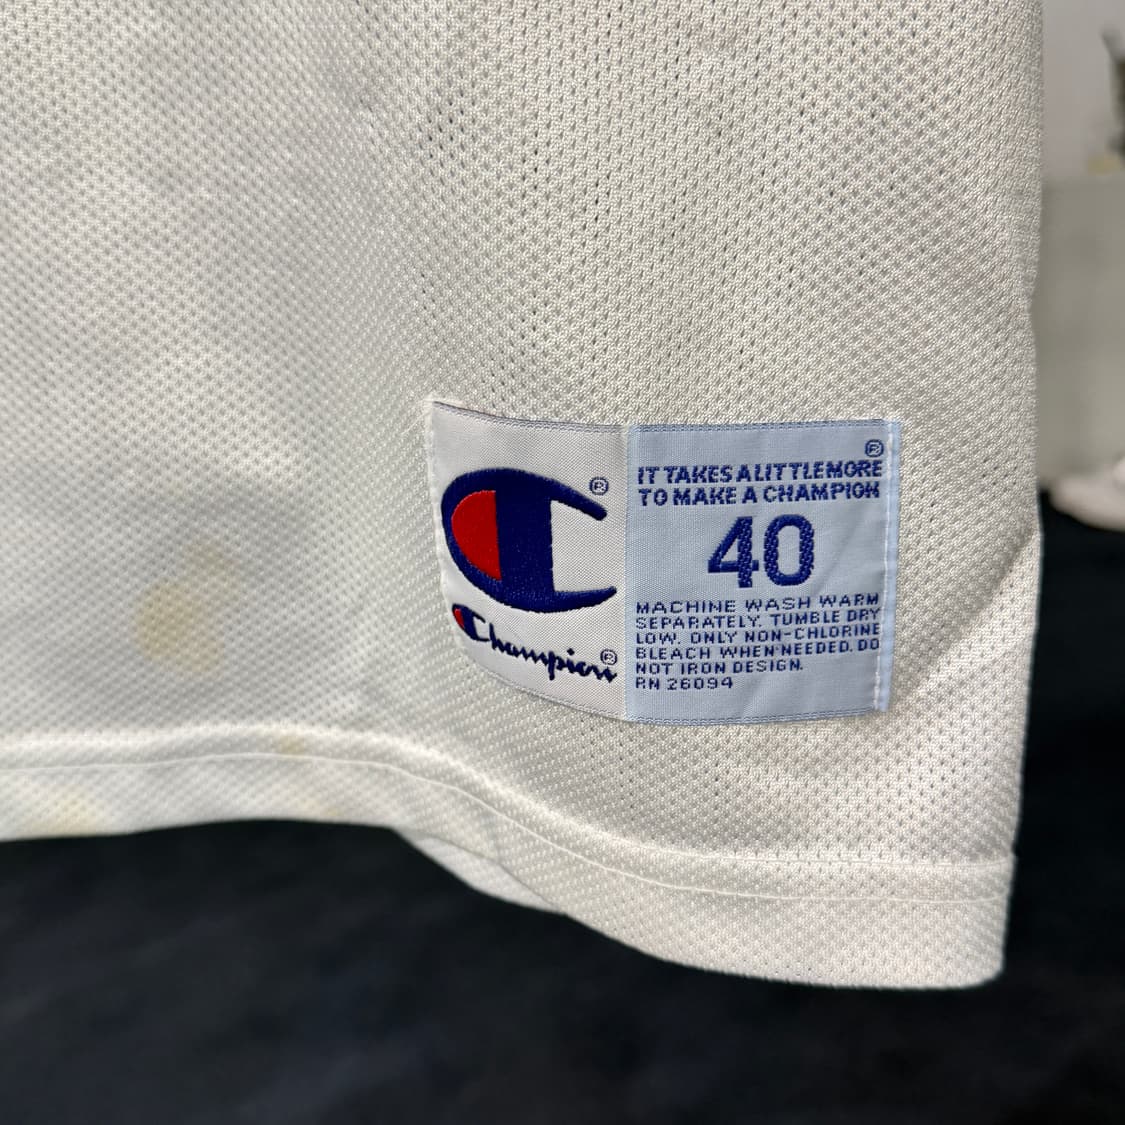 ®
Champion®
®
IT TAKES A LITTLE MORE
TO MAKE A CHAMPION
40
MACHINE WASH WARM
SEPARATELY. TUMBLE DRY
LOW. ONLY NON-CHLORINE
BLEACH WHEN NEEDED. DO
NOT IRON DESIGN.
RN 26094